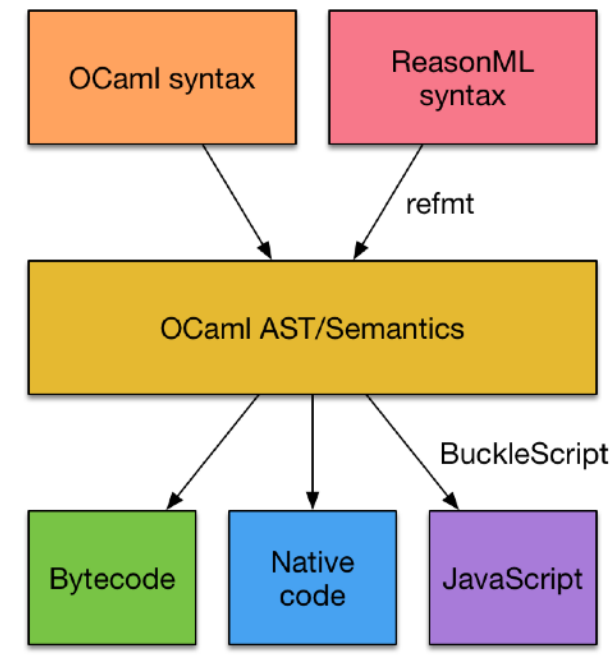 OCaml syntax
ReasonML
syntax
refmt
OCaml AST/Semantics
BuckleScript
Bytecode
Native
code
JavaScript